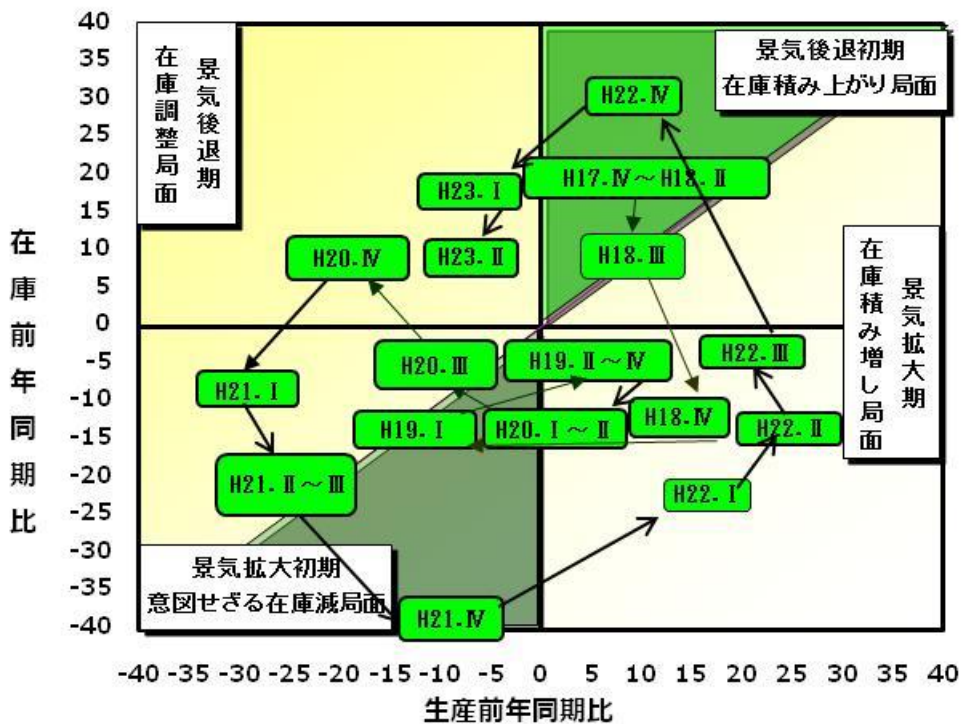 40
35
30
25
20
15
10
5
0
-5
-10
-15
-20
-25
-30
-35
-40
在庫前年同期比
景気後退期
在庫調整局面
景気後退初期
在庫積み上がり局面
景気拡大期
在庫積み増し局面
景気拡大初期
意図せざる在庫減局面
H22.Ⅳ
H17.Ⅳ～H18.Ⅱ
H23.Ⅰ
H18.Ⅲ
H23.Ⅱ
H20.Ⅳ
H20.Ⅲ
H19.Ⅱ～Ⅳ
H22.Ⅲ
H21.Ⅰ
H19.Ⅰ
H20.Ⅰ～Ⅱ
H18.Ⅳ
H22.Ⅱ
H21.Ⅱ～Ⅲ
H22.Ⅰ
H21.Ⅳ
-40 -35 -30 -25 -20 -15 -10 -5 0 5 10 15 20 25 30 35 40
生産前年同期比